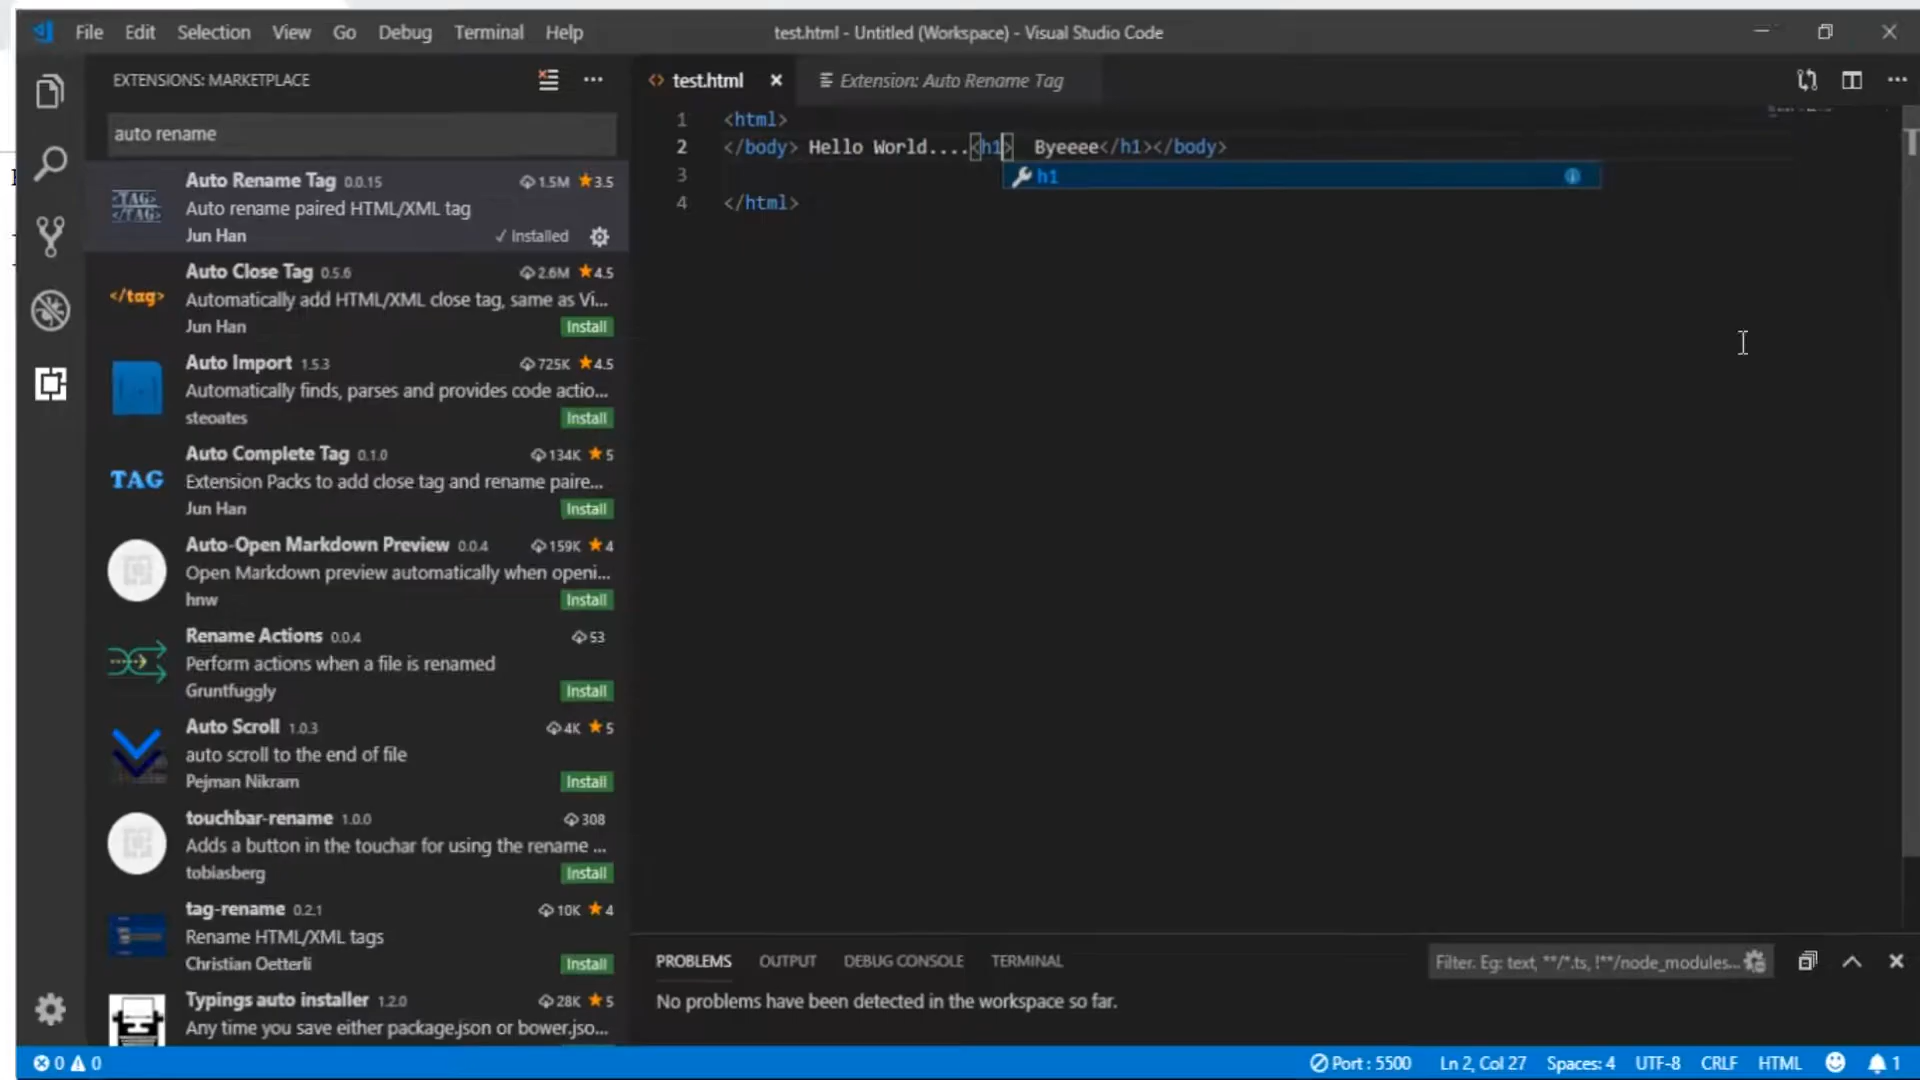 File Edit Selection View Go Debug Terminal Help
test.html - Untitled (Workspace) - Visual Studio Code
EXTENSIONS: MARKETPLACE
auto rename
Auto Rename Tag 0.0.15 1.5M 3.5
<TAG>
</TAG>
Auto rename paired HTML/XML tag
Jun Han ✓ Installed
Auto Close Tag 0.5.6 2.6M 4.5
</tag>
Automatically add HTML/XML close tag, same as Vi...
Jun Han Install
Auto Import 1.5.3 725K 4.5
Automatically finds, parses and provides code actio...
steoates Install
Auto Complete Tag 0.1.0 134K 5
TAG
Extension Packs to add close tag and rename paire...
Jun Han Install
Auto-Open Markdown Preview 0.0.4 159K 4
Open Markdown preview automatically when openi...
hnw Install
Rename Actions 0.0.4 53
Perform actions when a file is renamed
Gruntfuggly Install
Auto Scroll 1.0.3 4K 5
auto scroll to the end of file
Pejman Nikram Install
touchbar-rename 1.0.0 308
Adds a button in the touchar for using the rename ...
tobiasberg Install
tag-rename 0.2.1 10K 4
Rename HTML/XML tags
Christian Oetterli Install
Typings auto installer 1.2.0 28K 5
Any time you save either package.json or bower.jso...
test.html × Extension: Auto Rename Tag
1 <html>
2 </body> Hello World....<h1> Byeeee</h1></body>
h1
3
4 </html>
PROBLEMS OUTPUT DEBUG CONSOLE TERMINAL
Filter. Eg: text, **/*.ts, !**/node_modules...
No problems have been detected in the workspace so far.
0 0
Port : 5500 Ln 2, Col 27 Spaces: 4 UTF-8 CRLF HTML 1